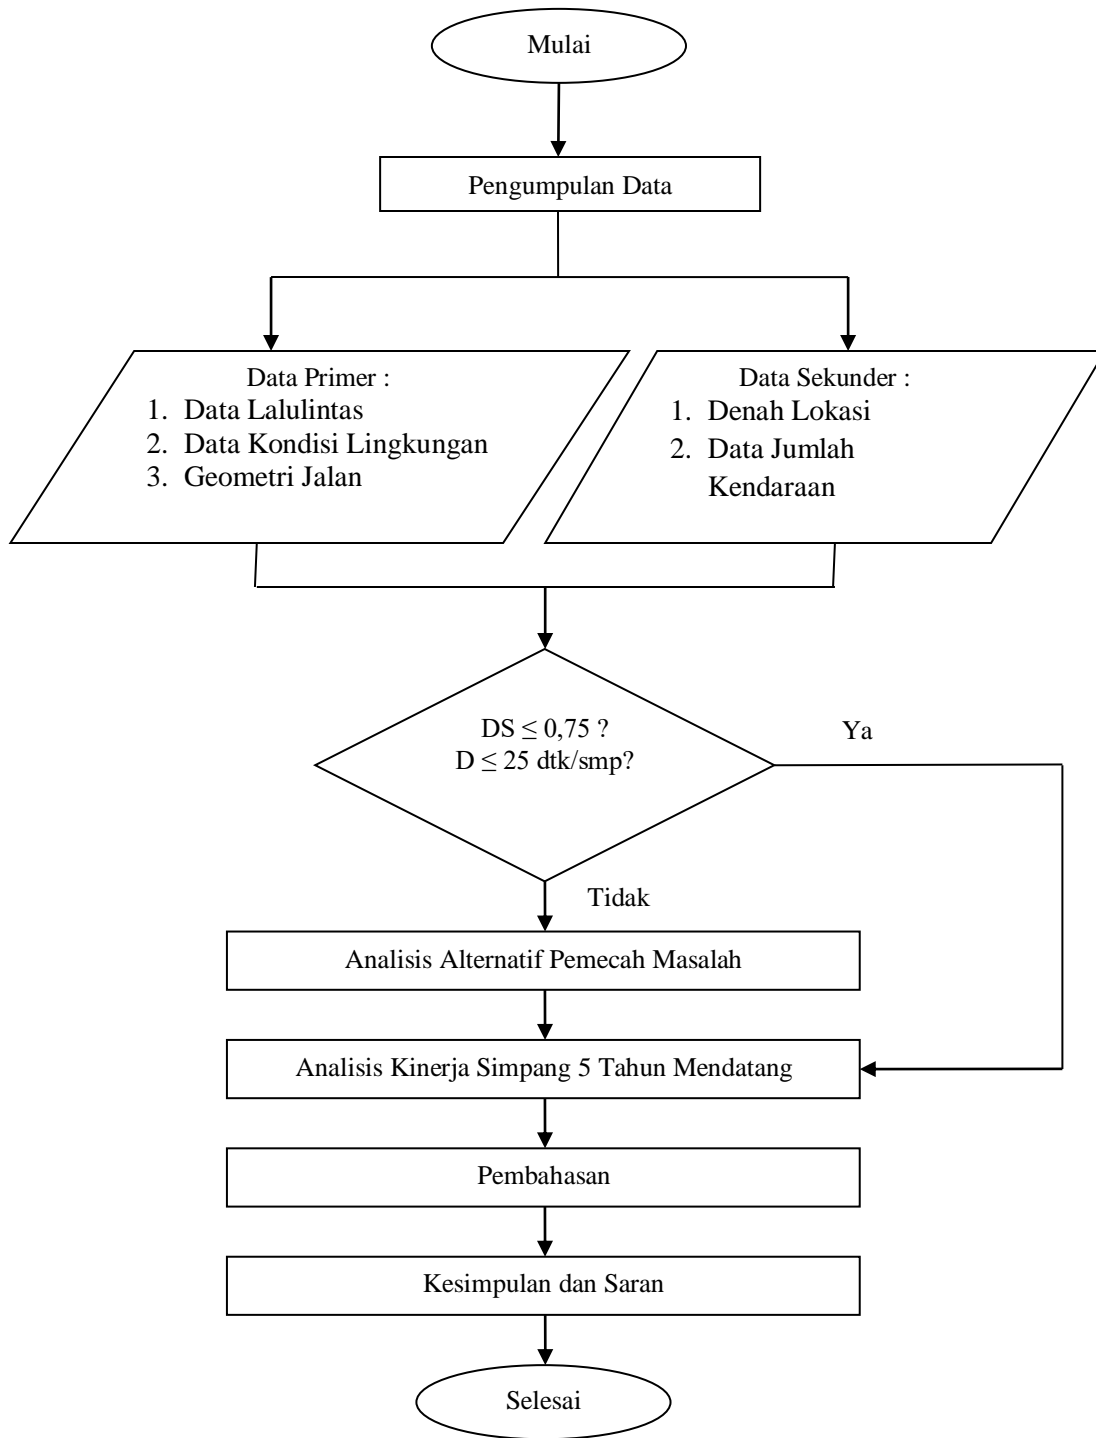 Mulai
Pengumpulan Data
Data Primer :
1. Data Lalulintas
2. Data Kondisi Lingkungan
3. Geometri Jalan
Data Sekunder :
1. Denah Lokasi
2. Data Jumlah
Kendaraan
DS ≤ 0,75 ?
D ≤ 25 dtk/smp?
Ya
Tidak
Analisis Alternatif Pemecah Masalah
Analisis Kinerja Simpang 5 Tahun Mendatang
Pembahasan
Kesimpulan dan Saran
Selesai